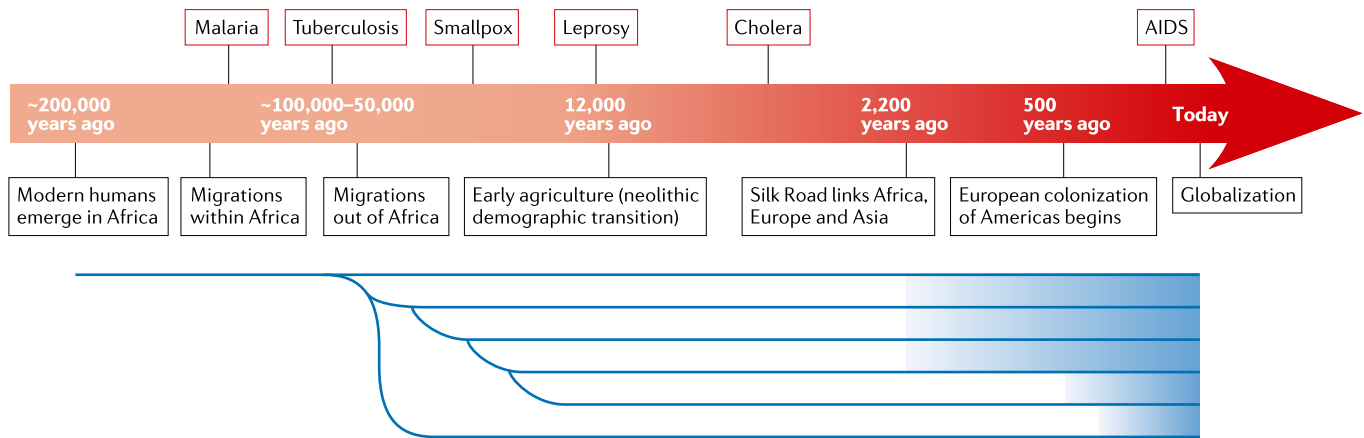 Malaria
Tuberculosis
Smallpox
Leprosy
Cholera
AIDS
~200,000
years ago
~100,000–50,000
years ago
12,000
years ago
2,200
years ago
500
years ago
Today
Modern humans
emerge in Africa
Migrations
within Africa
Migrations
out of Africa
Early agriculture (neolithic
demographic transition)
Silk Road links Africa,
Europe and Asia
European colonization
of Americas begins
Globalization